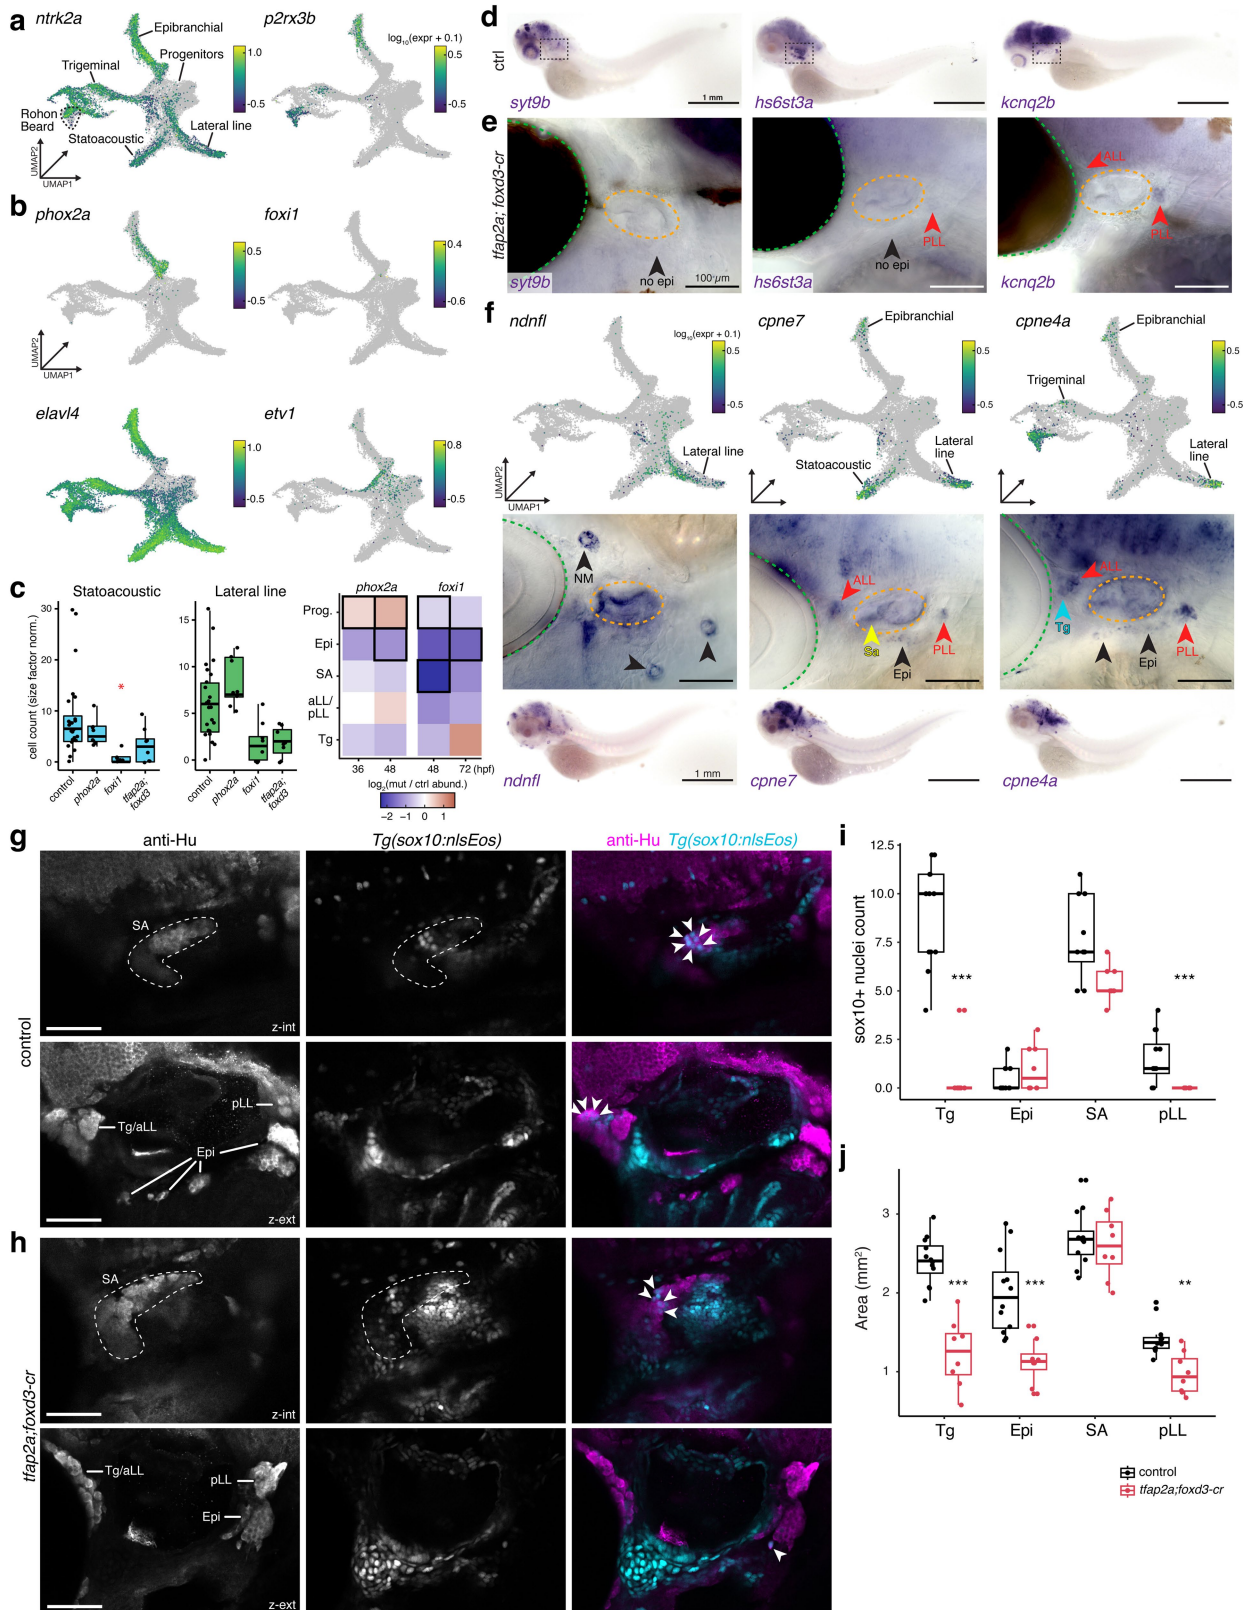 a
ntrk2a
p2rx3b
Epibranchial
Progenitors
Trigeminal
Rohon
Beard
Statoacoustic
Lateral line
log10(expr + 0.1)
1.0
-0.5
0.5
-0.5
UMAP2
UMAP1
b
phox2a
foxi1
0.5
-0.5
0.4
-0.6
UMAP2
UMAP1
elavl4
etv1
1.0
-0.5
0.8
-0.5
c
Statoacoustic
Lateral line
cell count (size factor norm.)
30
20
10
0
*
control
phox2a
foxi1
tfap2a;
foxd3
15
10
5
0
control
phox2a
foxi1
tfap2a;
foxd3
phox2a
foxi1
Prog.
Epi
SA
aLL/
pLL
Tg
36
48
48
72 (hpf)
log2(mut / ctrl abund.)
−2 −1 0 1
d
ctrl
syt9b
1 mm
hs6st3a
kcnq2b
e
tfap2a; foxd3-cr
syt9b
no epi
100 µm
hs6st3a
no epi
PLL
kcnq2b
ALL
PLL
f
ndnfl
cpne7
cpne4a
log10(expr + 0.1)
0.5
-0.5
0.5
-0.5
0.5
-0.5
Lateral line
Epibranchial
Statoacoustic
Lateral
line
Epibranchial
Trigeminal
Lateral
line
UMAP2
UMAP1
NM
ALL
Sa
Epi
PLL
ALL
Tg
Epi
PLL
ndnfl
1 mm
cpne7
cpne4a
g
anti-Hu
Tg(sox10:nlsEos)
anti-Hu Tg(sox10:nlsEos)
control
SA
z-int
pLL
Tg/aLL
Epi
z-ext
h
tfap2a;foxd3-cr
SA
z-int
Tg/aLL
pLL
Epi
z-ext
i
sox10+ nuclei count
12.5
10.0
7.5
5.0
2.5
0.0
***
***
Tg
Epi
SA
pLL
j
Area (mm²)
3
2
1
***
***
**
Tg
Epi
SA
pLL
control
tfap2a;foxd3-cr